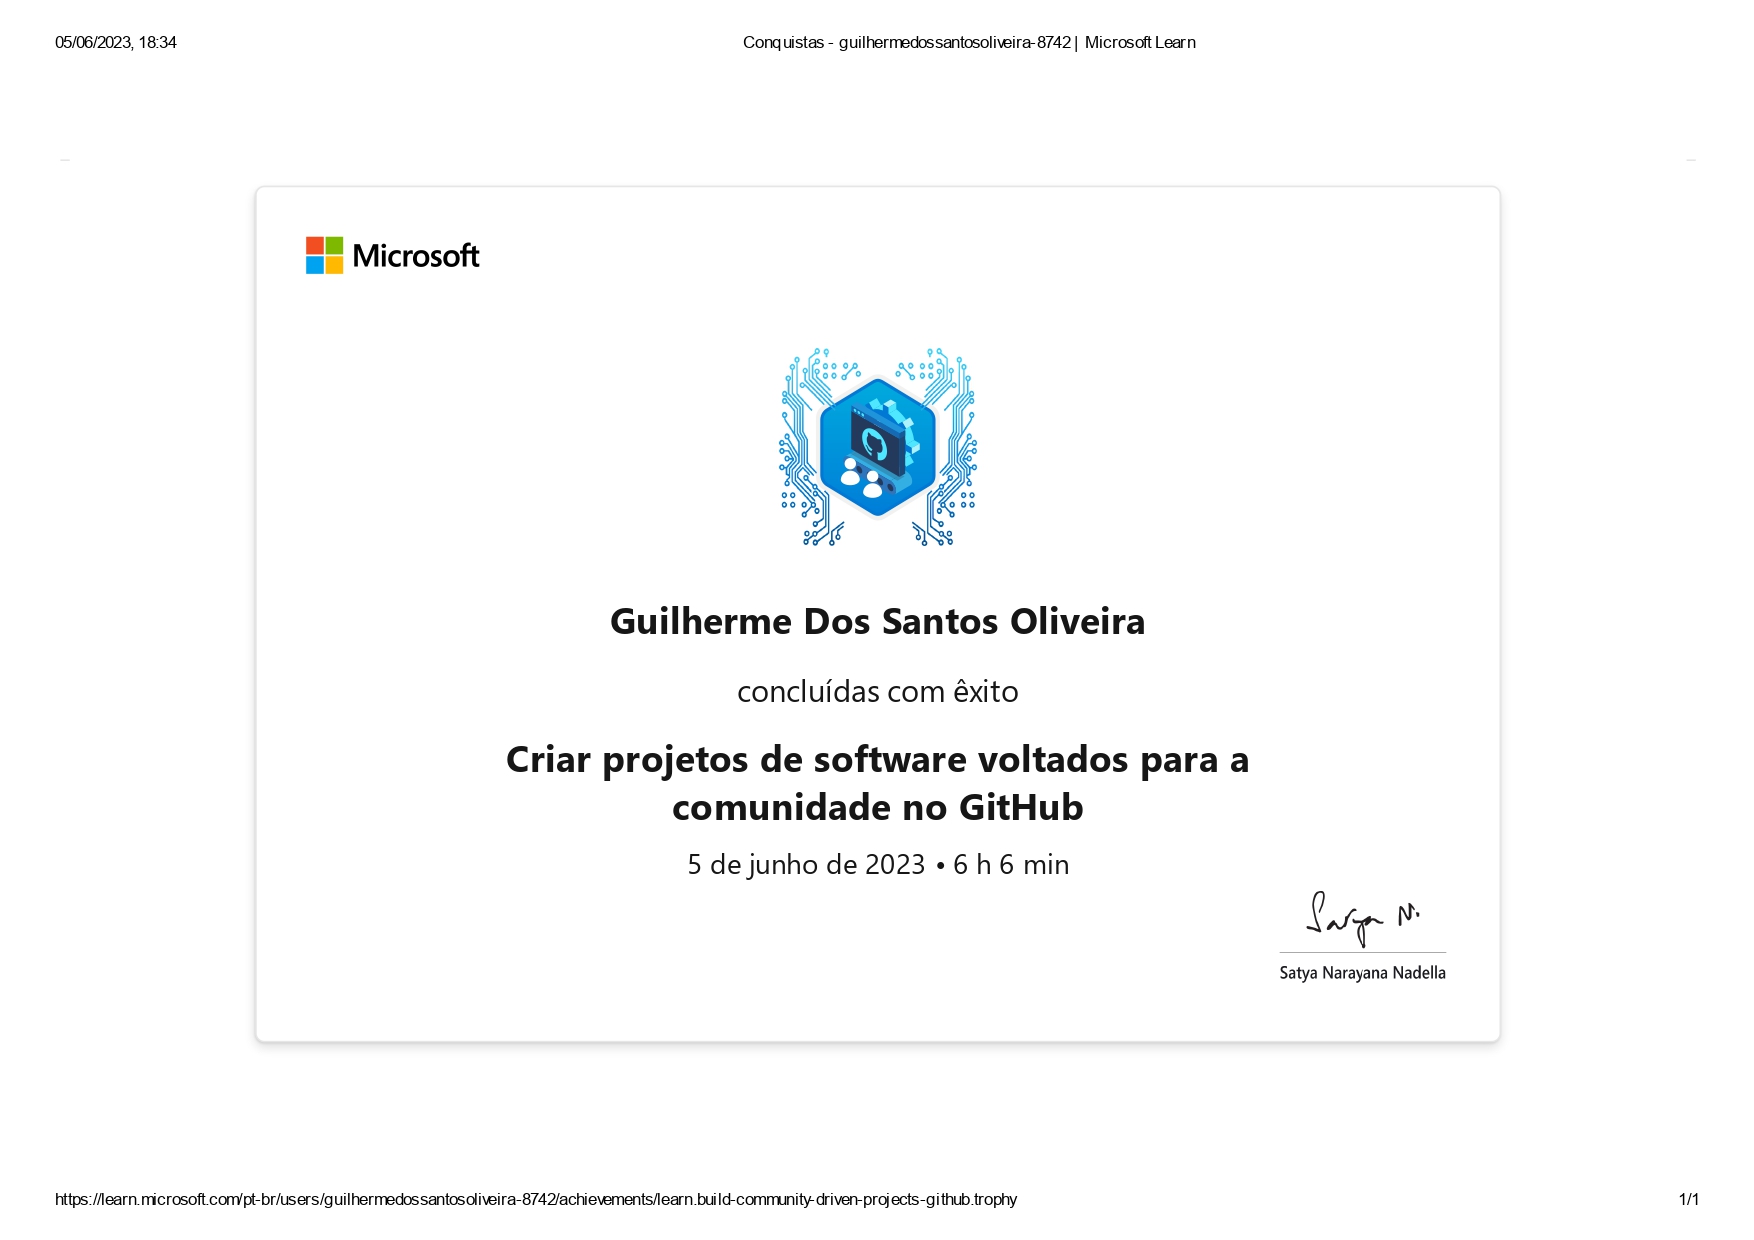 05/06/2023, 18:34
Conquistas - guilhermedossantosoliveira-8742 | Microsoft Learn
Microsoft
Guilherme Dos Santos Oliveira
concluídas com êxito
Criar projetos de software voltados para a
comunidade no GitHub
5 de junho de 2023 • 6 h 6 min
Satya N.
Satya Narayana Nadella
https://learn.microsoft.com/pt-br/users/guilhermedossantosoliveira-8742/achievements/learn.build-community-driven-projects-github.trophy
1/1